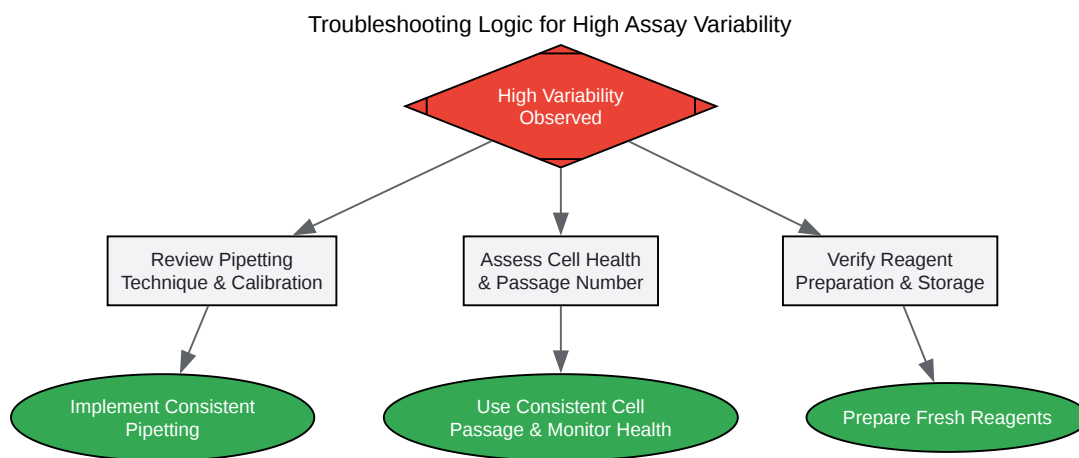 Troubleshooting Logic for High Assay Variability
High Variability
Observed
Review Pipetting
Technique & Calibration
Assess Cell Health
& Passage Number
Verify Reagent
Preparation & Storage
Implement Consistent
Pipetting
Use Consistent Cell
Passage & Monitor Health
Prepare Fresh Reagents